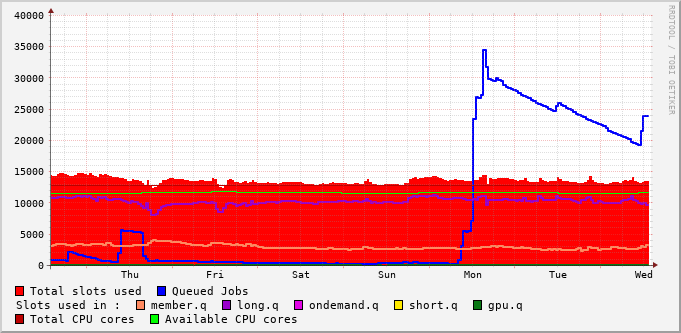 RRDTOOL / TOBI OETIKER
40000
35000
30000
25000
20000
15000
10000
5000
0
Thu Fri Sat Sun Mon Tue Wed
Total slots used Queued Jobs
Slots used in : member.q long.q ondemand.q short.q gpu.q
Total CPU cores Available CPU cores